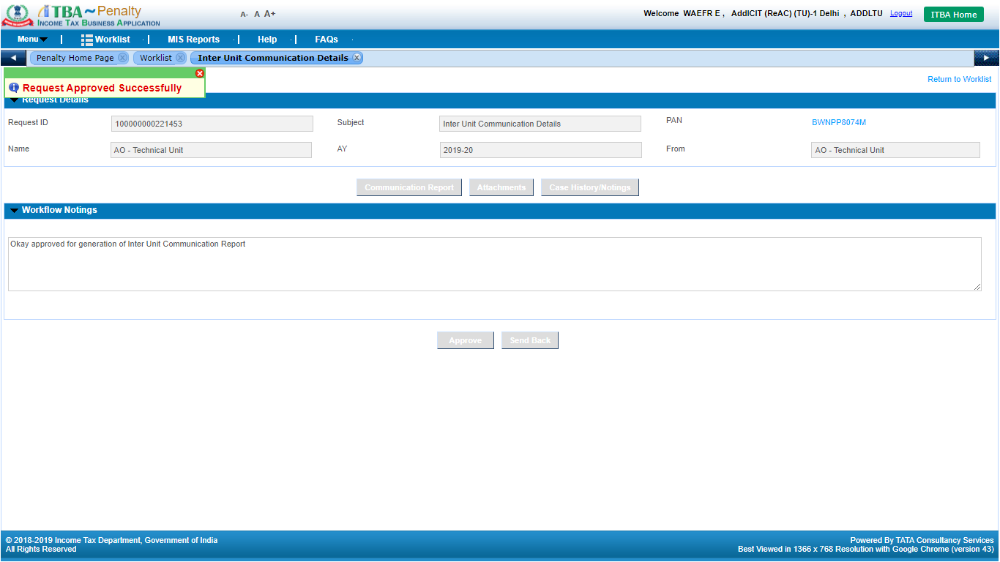 ITBA~Penalty
INCOME TAX BUSINESS APPLICATION
A- A A+
Welcome WAEFR E , AddlCIT (ReAC) (TU)-1 Delhi , ADDLTU Logout ITBA Home
Menu | Worklist | MIS Reports | Help | FAQs
Penalty Home Page Worklist Inter Unit Communication Details
Return to Worklist
Request Approved Successfully
Request Details
Request ID 100000000221453 Subject Inter Unit Communication Details PAN BWNPP8074M
Name AO - Technical Unit AY 2019-20 From AO - Technical Unit
Communication Report Attachments Case History/Notings
Workflow Notings
Okay approved for generation of Inter Unit Communication Report
Approve Send Back
© 2018-2019 Income Tax Department, Government of India
All Rights Reserved
Powered By TATA Consultancy Services
Best Viewed in 1366 x 768 Resolution with Google Chrome (version 43)